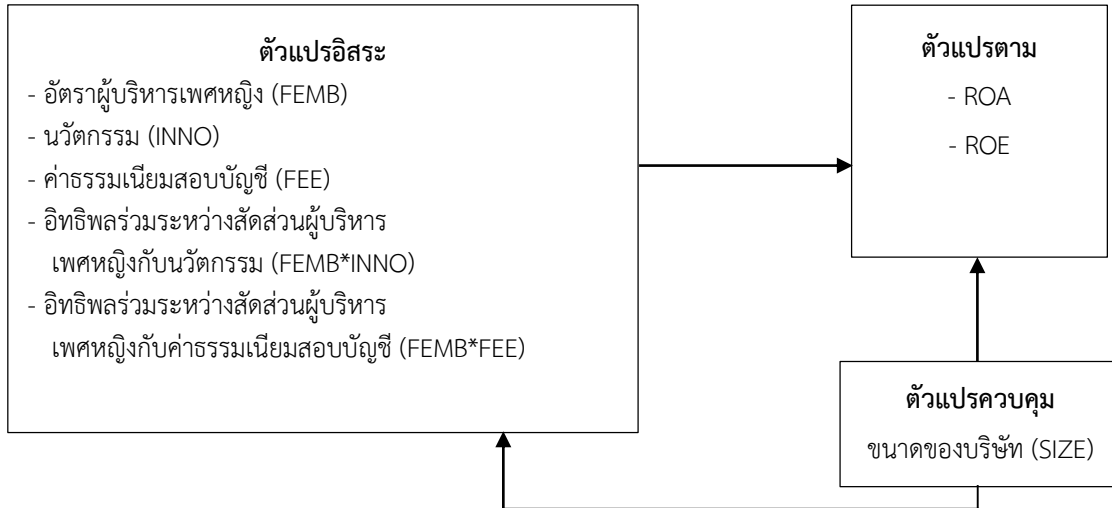 ตัวแปรอิสระ
- อัตราผู้บริหารเพศหญิง (FEMB)
- นวัตกรรม (INNO)
- ค่าธรรมเนียมสอบบัญชี (FEE)
- อิทธิพลร่วมระหว่างสัดส่วนผู้บริหาร
เพศหญิงกับนวัตกรรม (FEMB*INNO)
- อิทธิพลร่วมระหว่างสัดส่วนผู้บริหาร
เพศหญิงกับค่าธรรมเนียมสอบบัญชี (FEMB*FEE)
ตัวแปรตาม
- ROA
- ROE
ตัวแปรควบคุม
ขนาดของบริษัท (SIZE)